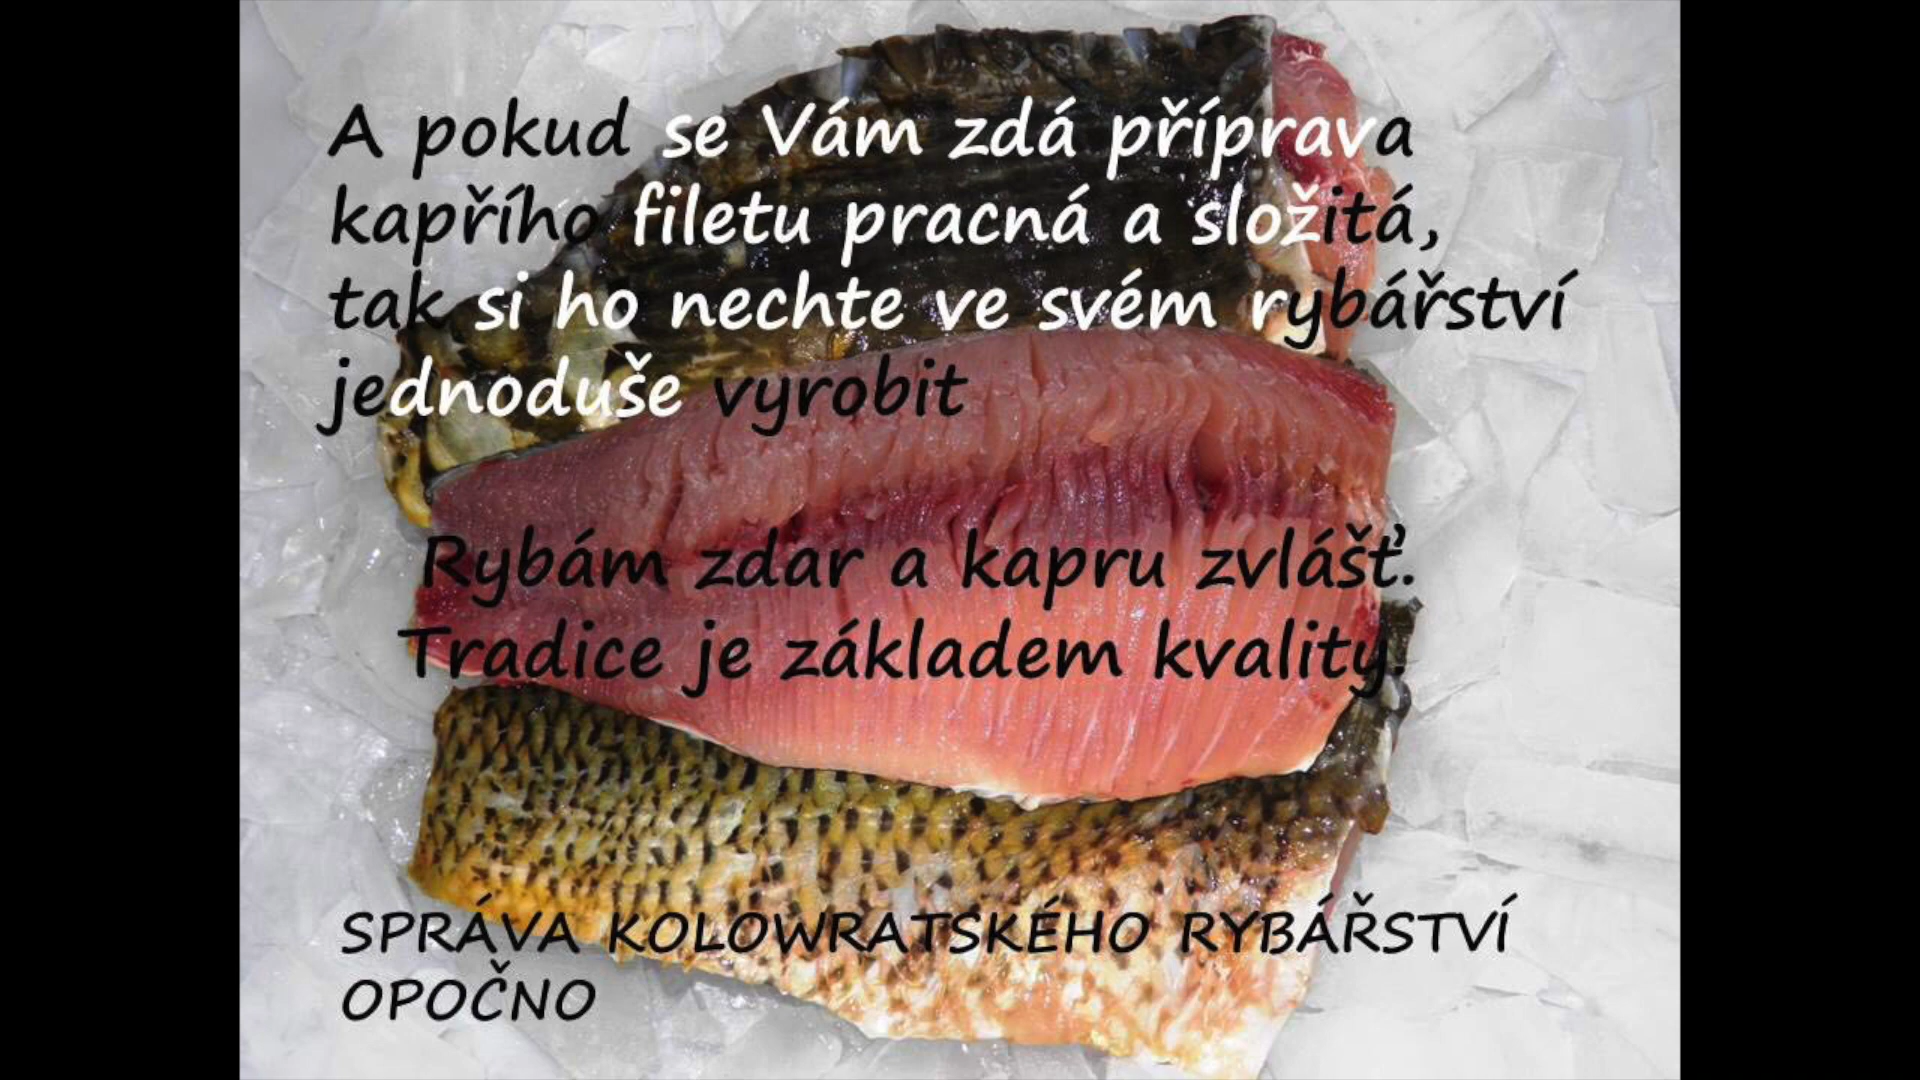 A pokud se Vám zdá příprava
kapřího filetu pracná a složitá,
tak si ho nechte ve svém rybářství
jednoduše vyrobit
Rybám zdar a kapru zvlášť.
Tradice je základem kvality.
SPRÁVA KOLOWRATSKÉHO RYBÁŘSTVÍ
OPOČNO